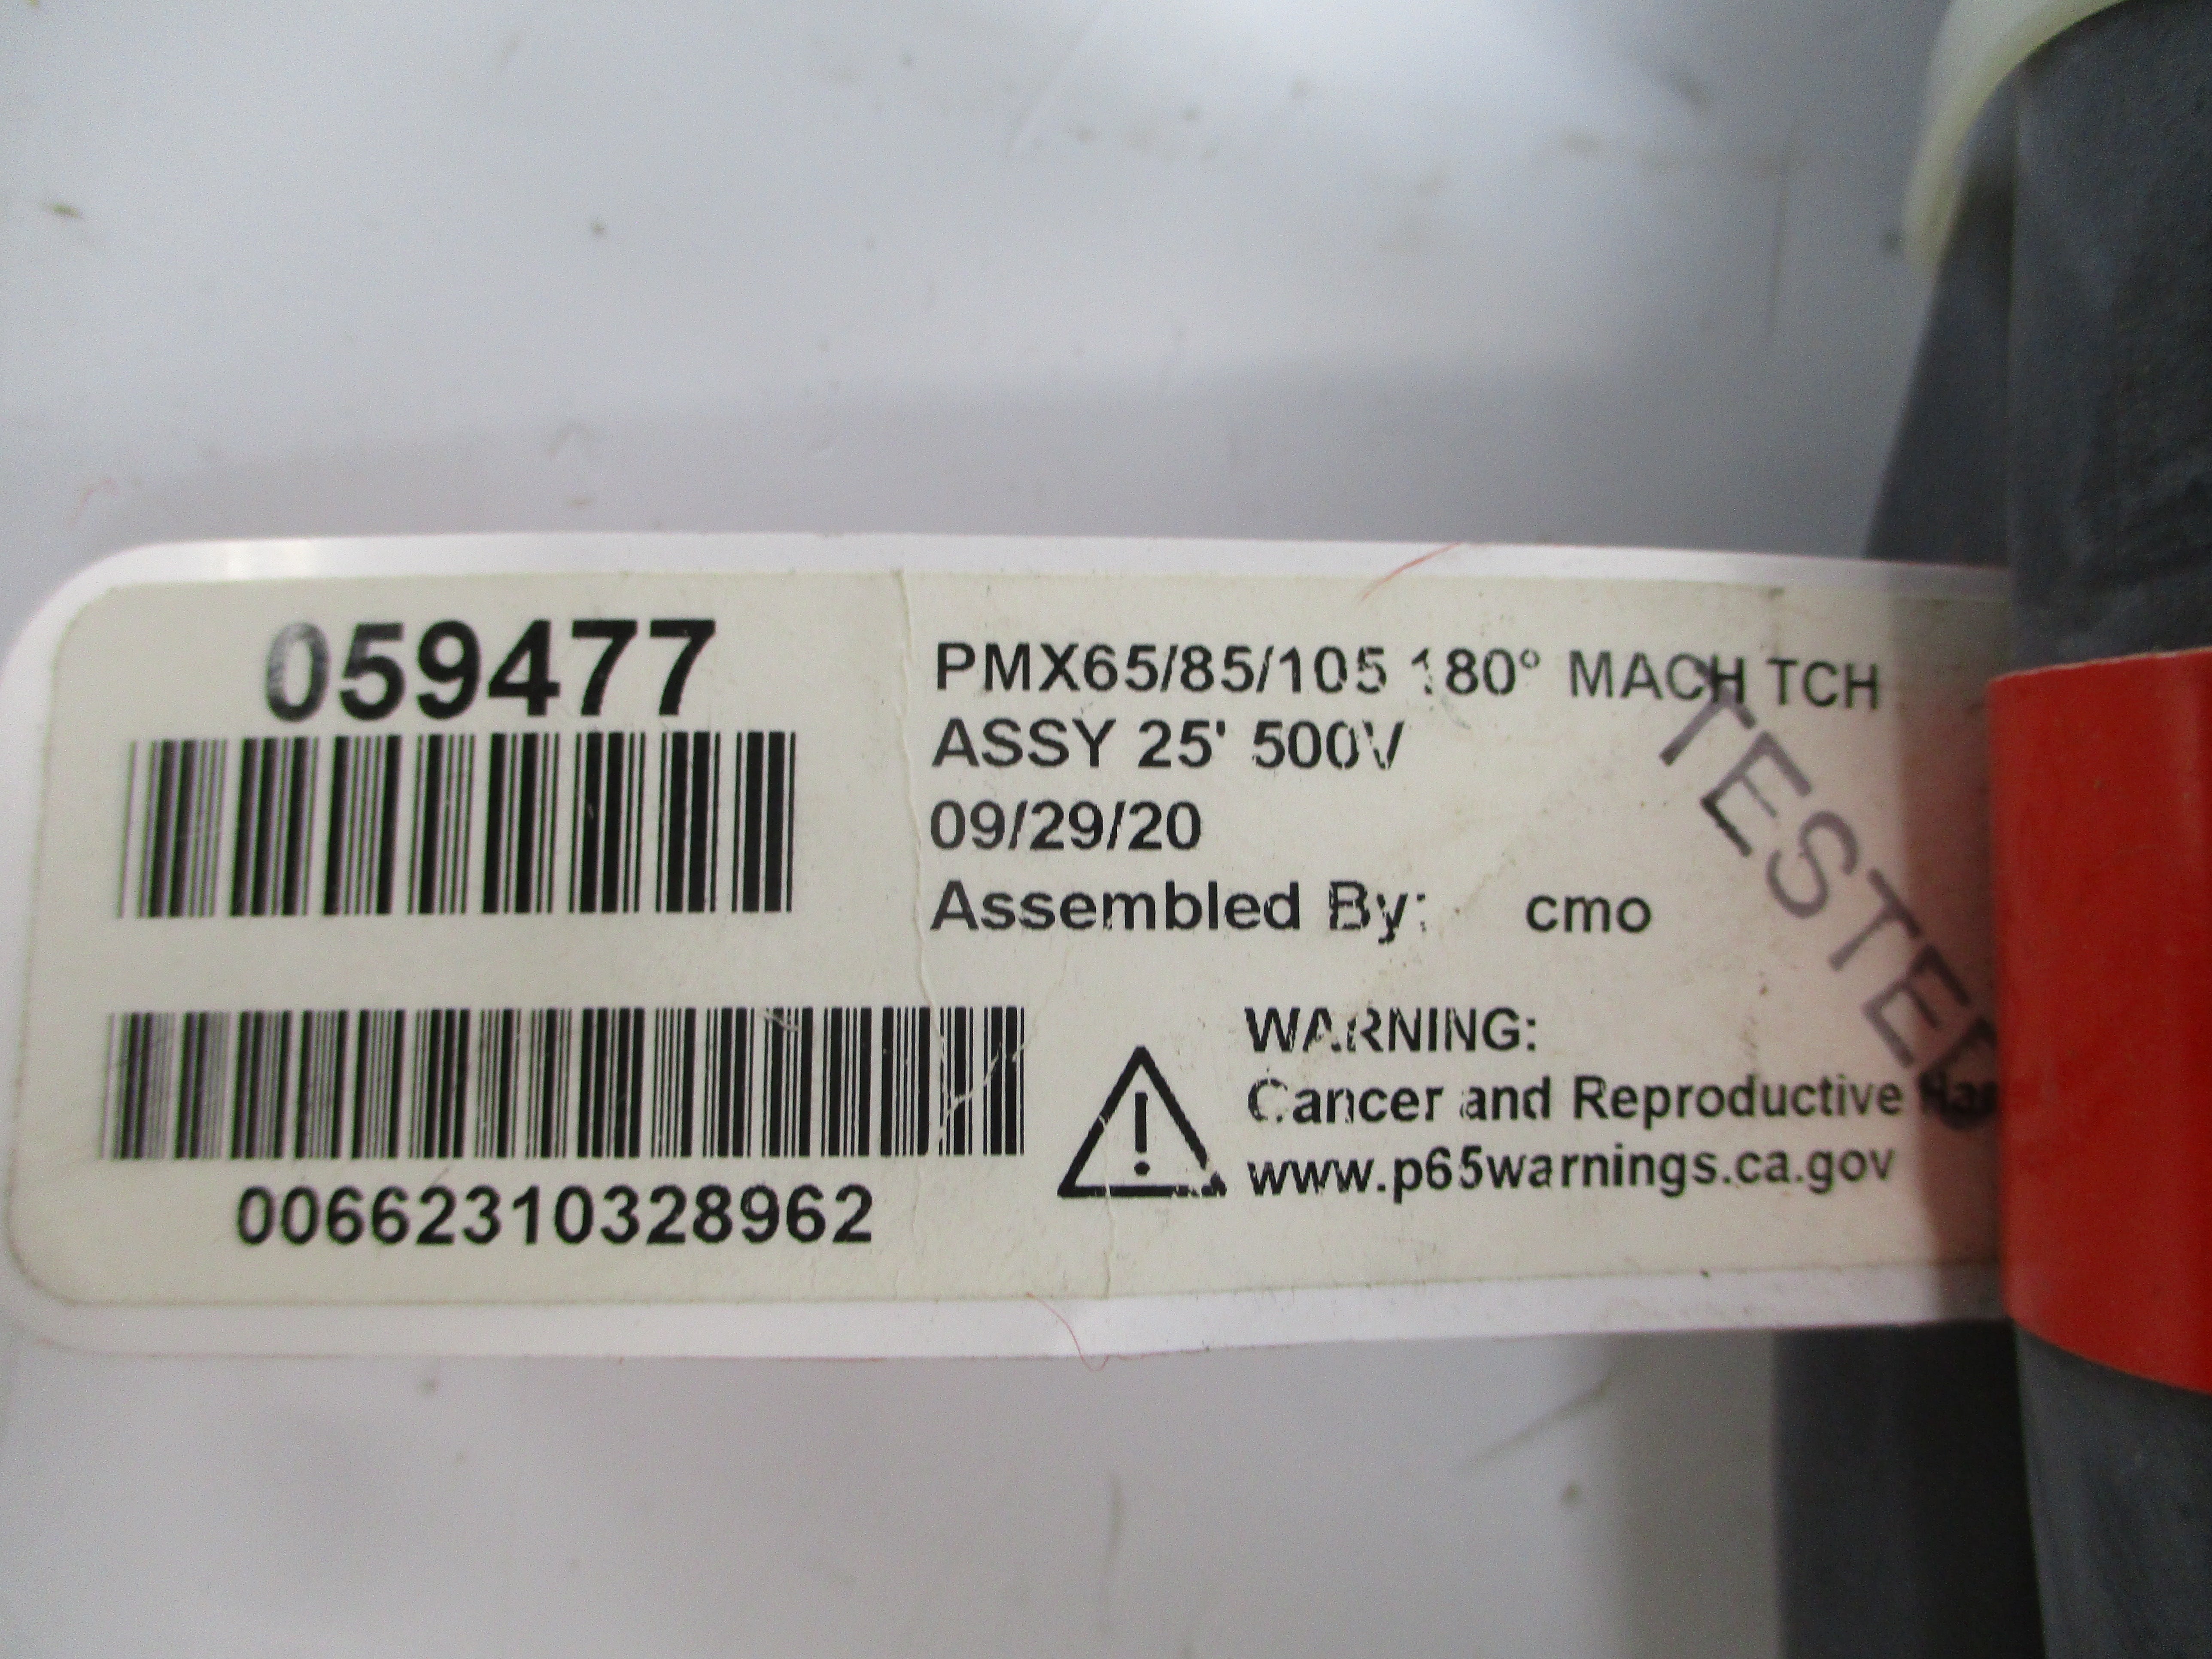 059477
PMX65/85/105 180° MACH TCH
ASSY 25' 500V
09/29/20
Assembled By: cmo
TESTED
00662310328962
WARNING:
Cancer and Reproductive
www.p65warnings.ca.gov